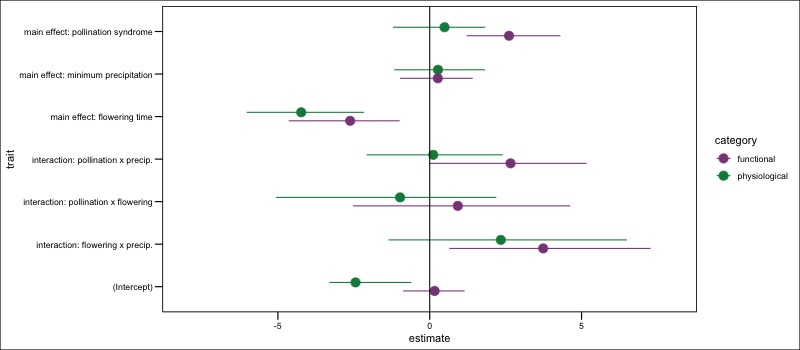 main effect: pollination syndrome
main effect: minimum precipitation
main effect: flowering time
interaction: pollination x precip.
interaction: pollination x flowering
interaction: flowering x precip.
(Intercept)
trait
-5
0
5
estimate
category
functional
physiological